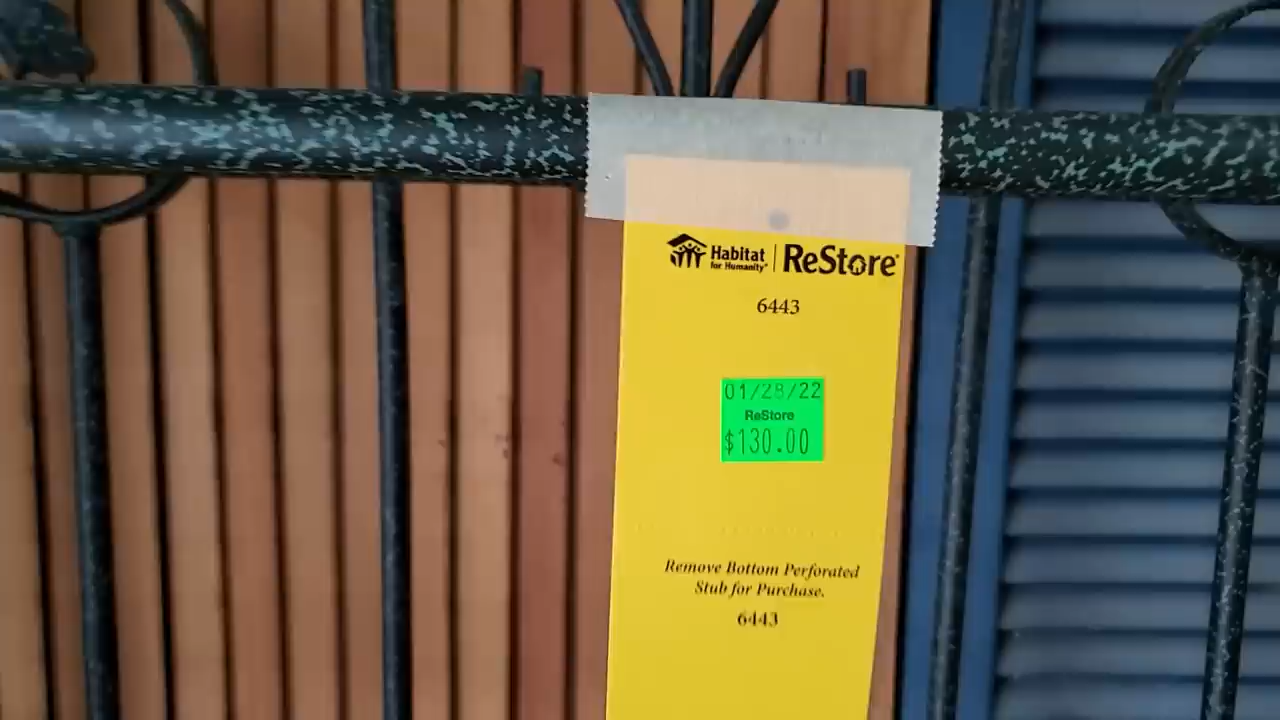 Habitat for Humanity® | ReStore®
6443
01/28/22
ReStore
$130.00
Remove Bottom Perforated
Stub for Purchase.
6443